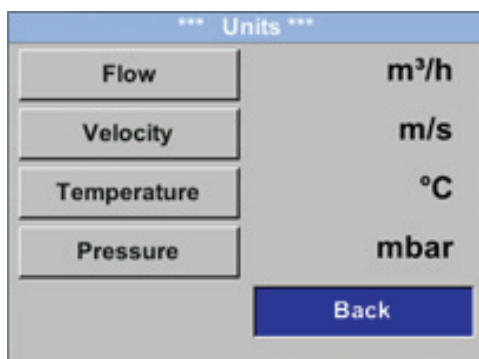 *** Units ***
Flow m³/h
Velocity m/s
Temperature °C
Pressure mbar
Back